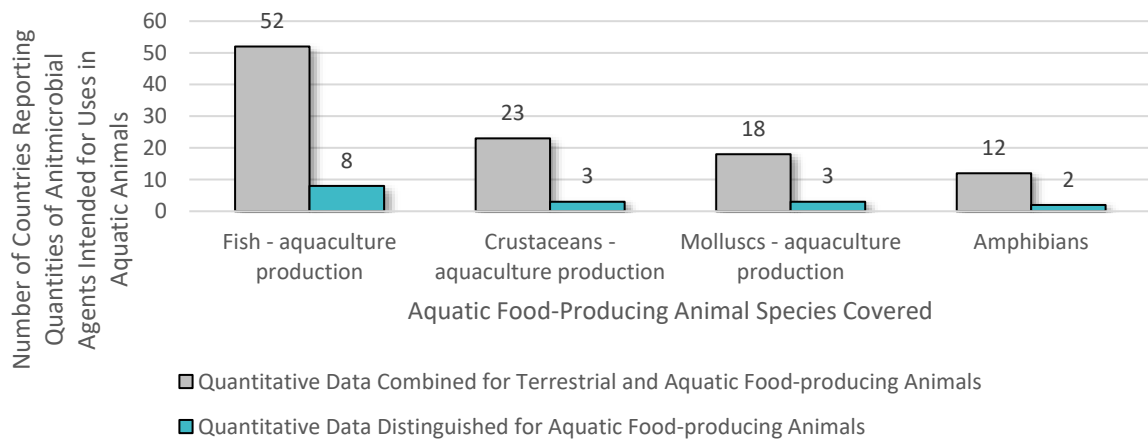 Number of Countries Reporting
Quantities of Anitmicrobial
Agents Intended for Uses in
Aquatic Animals
60
50
40
30
20
10
0
52
8
23
3
18
3
12
2
Fish - aquaculture
production
Crustaceans -
aquaculture production
Molluscs - aquaculture
production
Amphibians
Aquatic Food-Producing Animal Species Covered
Quantitative Data Combined for Terrestrial and Aquatic Food-producing Animals
Quantitative Data Distinguished for Aquatic Food-producing Animals